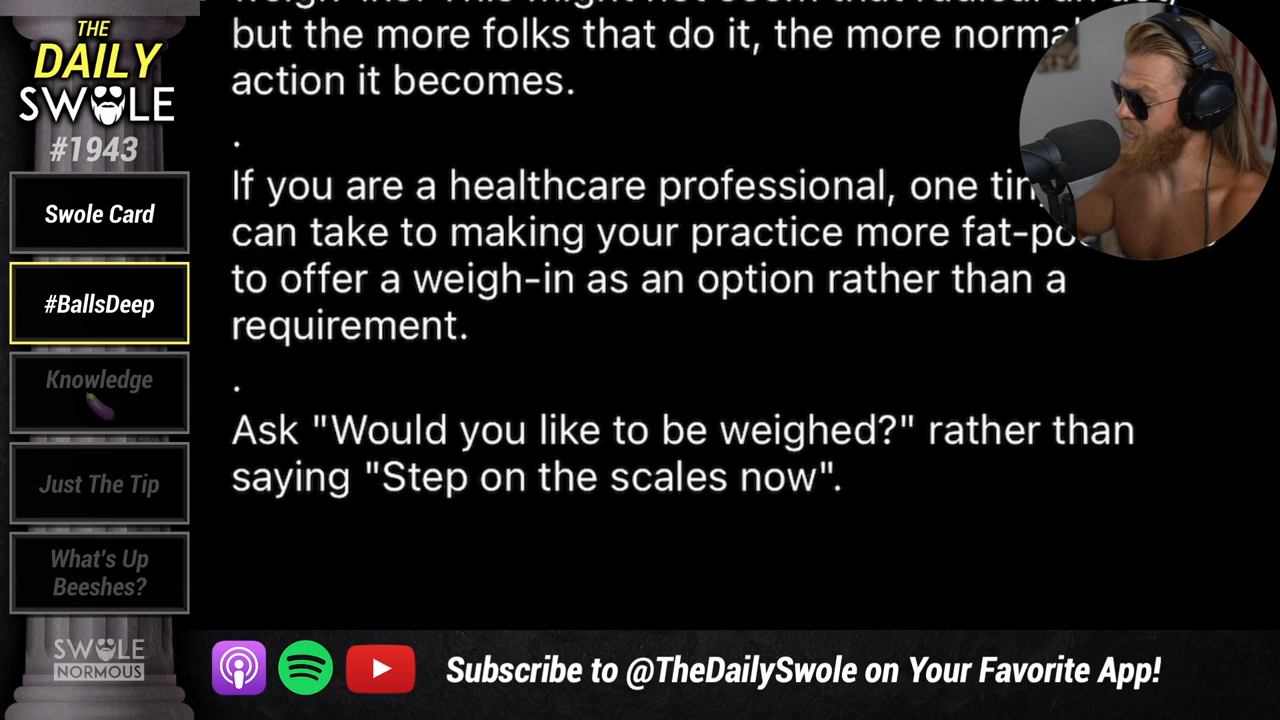 THE
DAILY
SWOLE
#1943
Swole Card
#BallsDeep
Knowledge
Just The Tip
What's Up
Beeshes?
SWOLE
NORMOUS
but the more folks that do it, the more
action it becomes.
.
If you are a healthcare professional, one
can take to making your practice more
to offer a weigh-in as an option rather than a
requirement.
.
Ask "Would you like to be weighed?" rather than
saying "Step on the scales now".
Subscribe to @TheDailySwole on Your Favorite App!